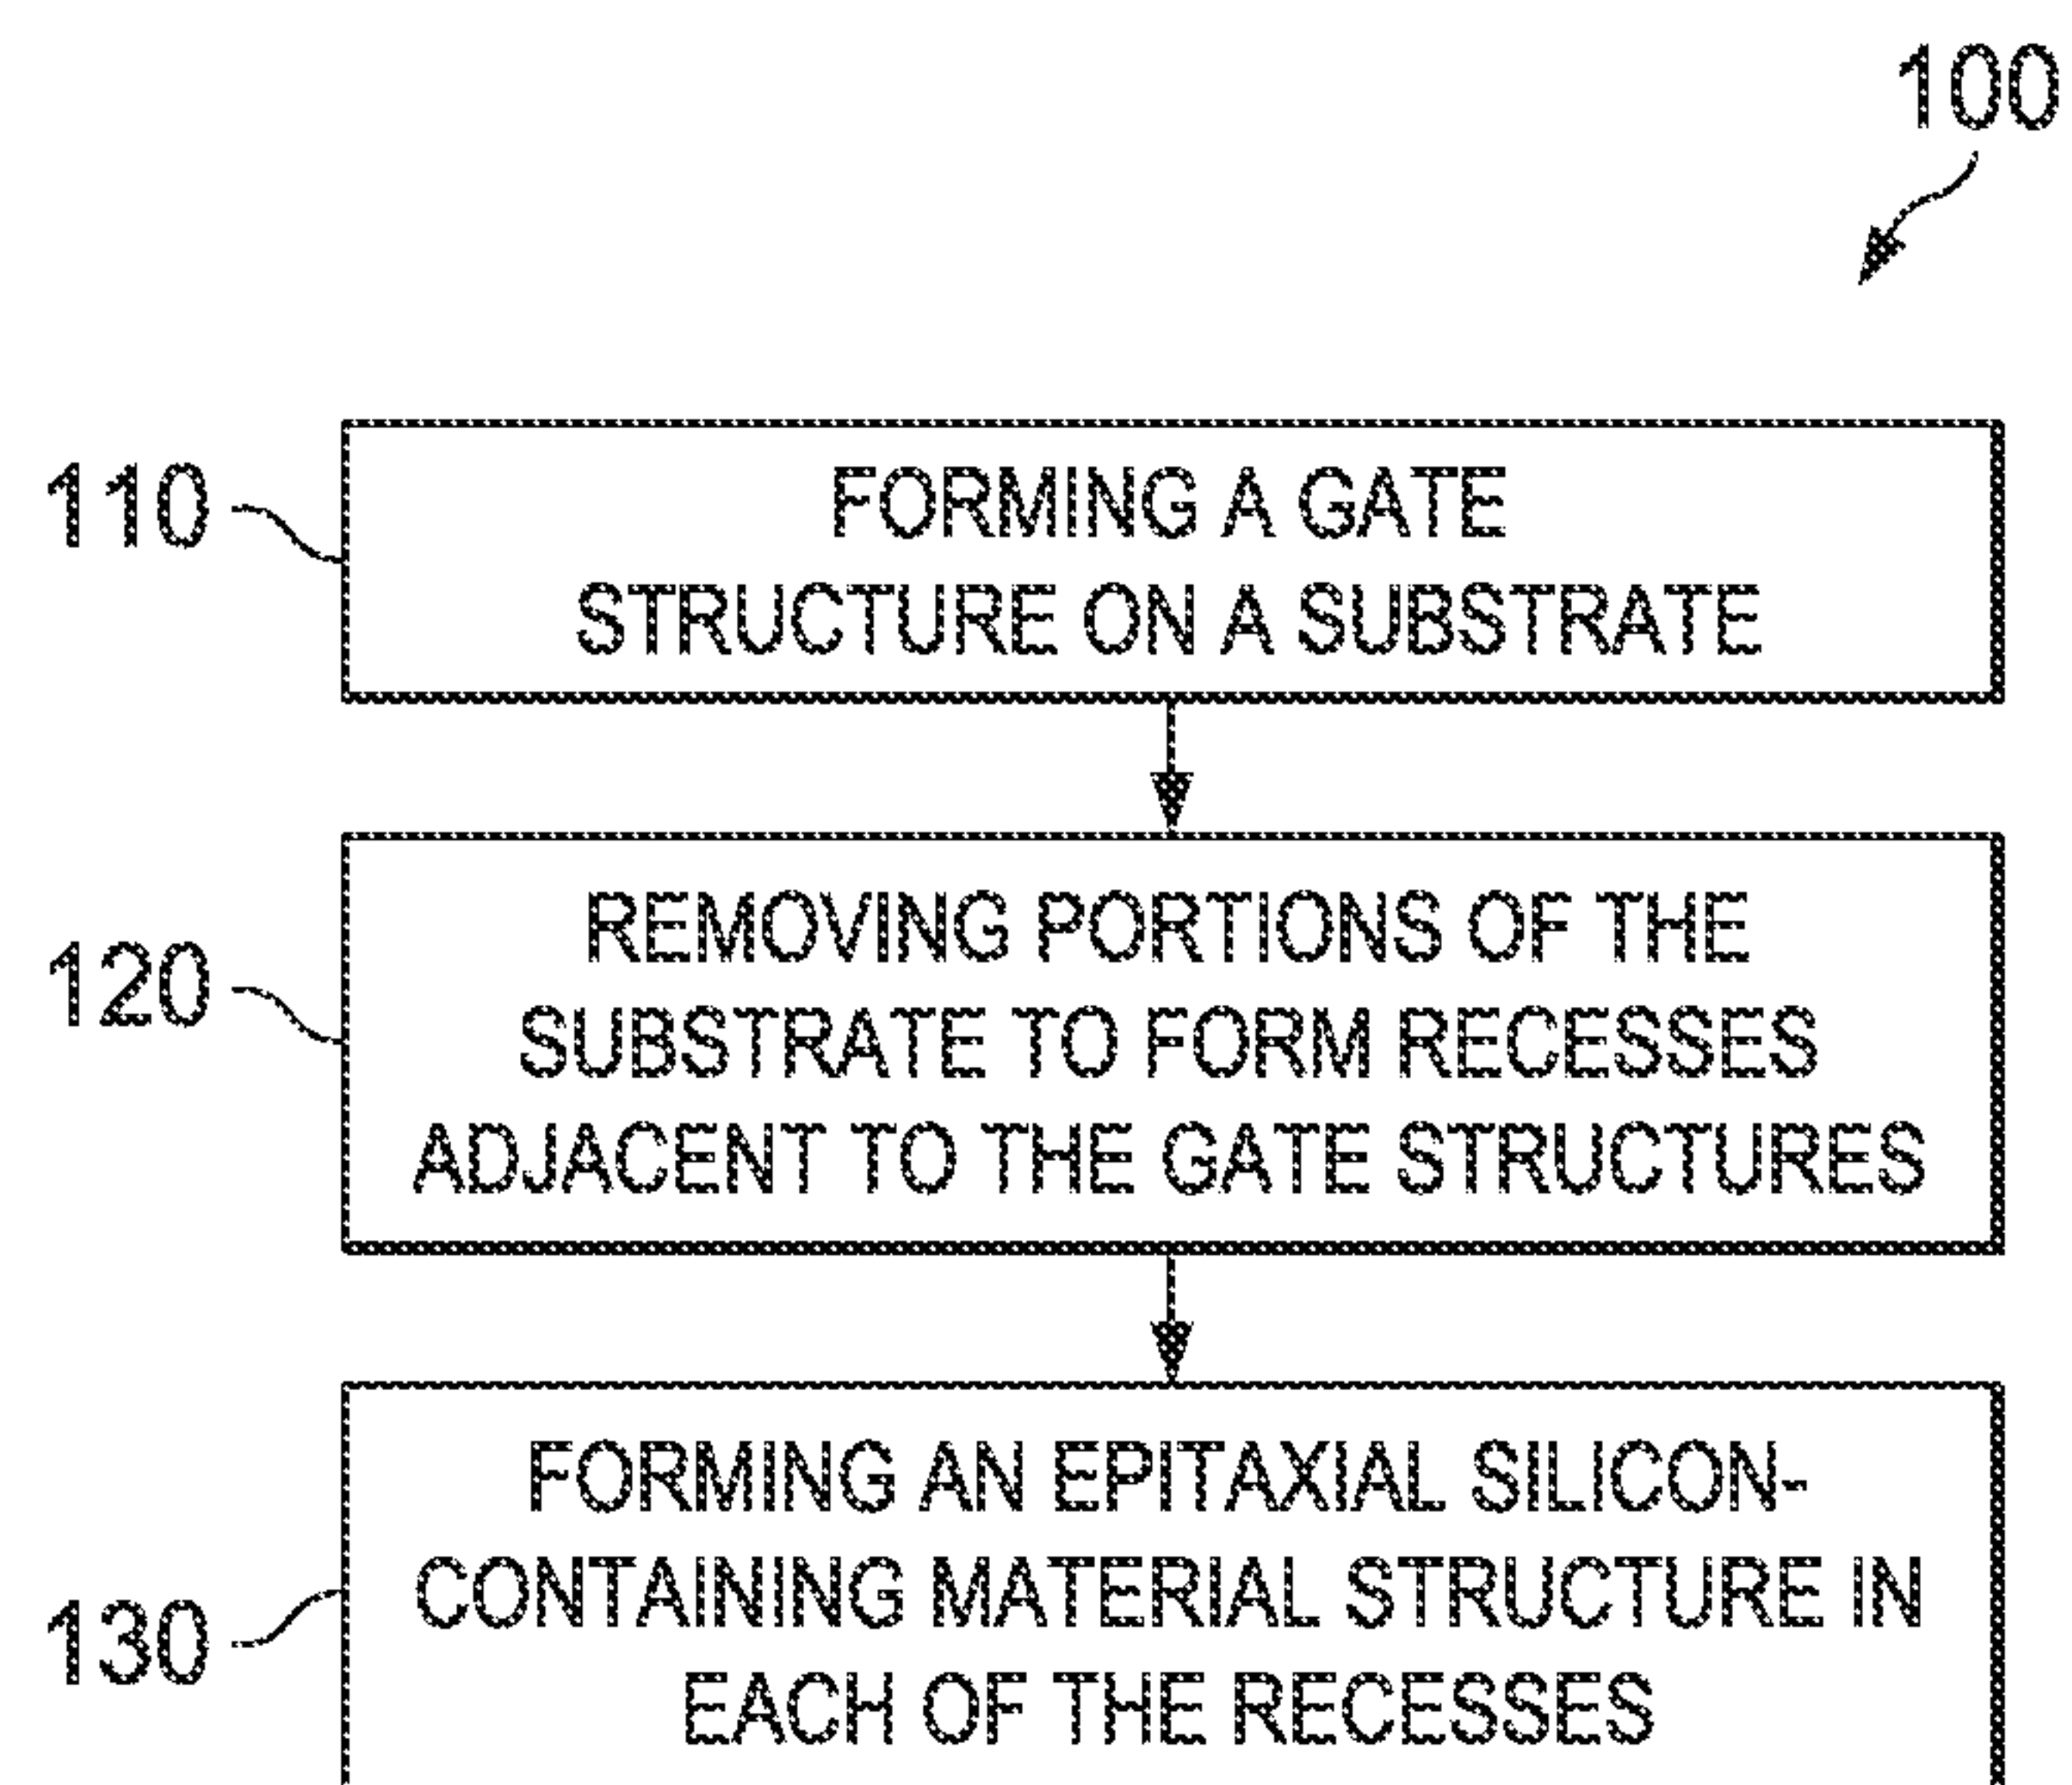 100
110
FORMING A GATE
STRUCTURE ON A SUBSTRATE
120
REMOVING PORTIONS OF THE
SUBSTRATE TO FORM RECESSES
ADJACENT TO THE GATE STRUCTURES
130
FORMING AN EPITAXIAL SILICON-
CONTAINING MATERIAL STRUCTURE IN
EACH OF THE RECESSES